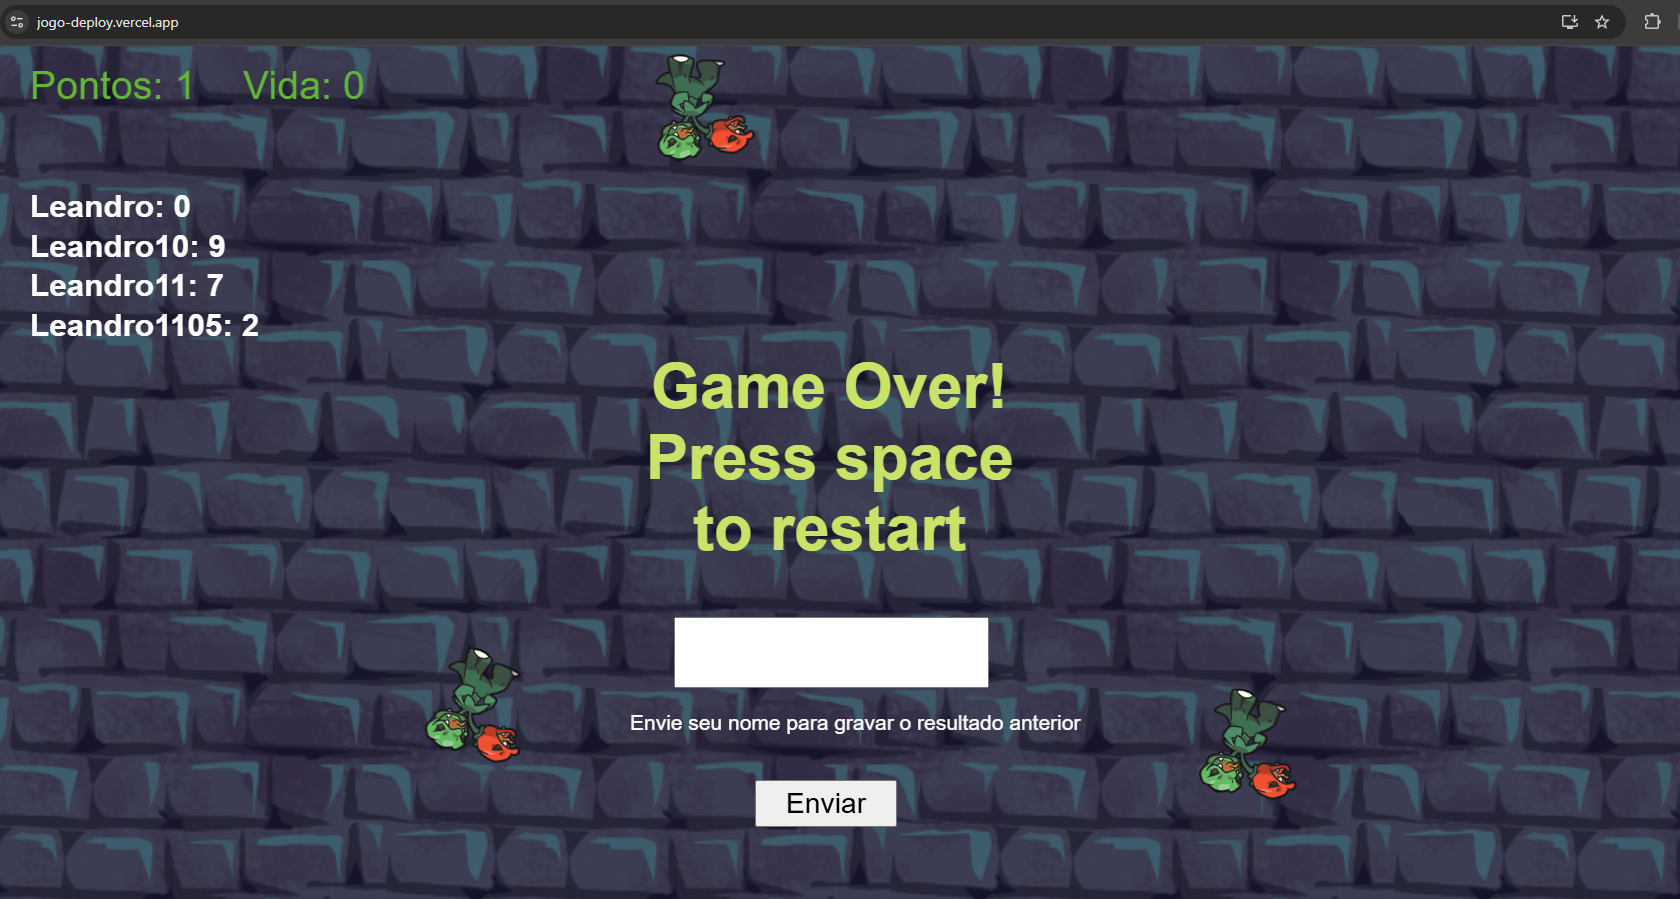 jogo-deploy.vercel.app
Pontos: 1 Vida: 0
Leandro: 0
Leandro10: 9
Leandro11: 7
Leandro1105: 2
Game Over!
Press space
to restart
Envie seu nome para gravar o resultado anterior
Enviar